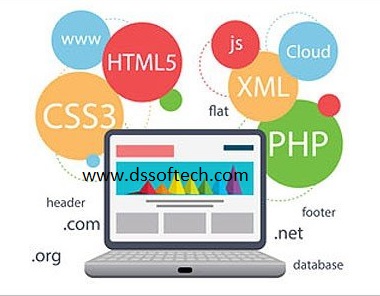 www
HTML5
CSS3
js
Cloud
XML
flat
PHP
www.dssoftech.com
header
.com
.org
footer
.net
database